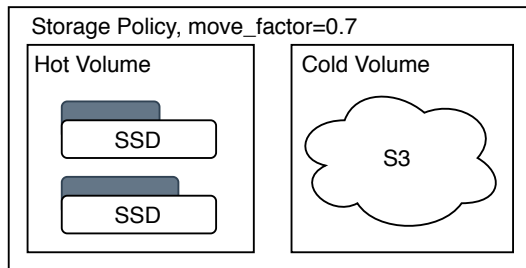 Storage Policy, move_factor=0.7
Hot Volume
SSD
SSD
Cold Volume
S3